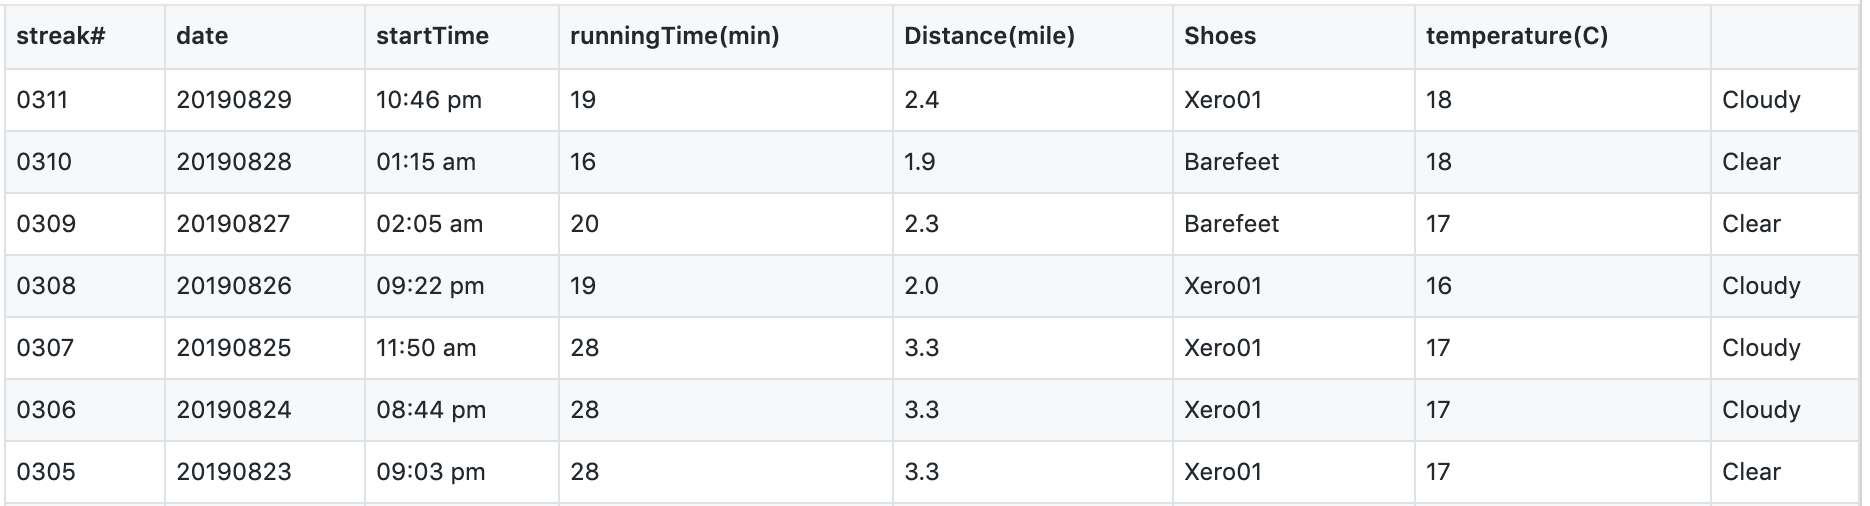 streak# date startTime runningTime(min) Distance(mile) Shoes temperature(C)
0311 20190829 10:46 pm 19 2.4 Xero01 18 Cloudy
0310 20190828 01:15 am 16 1.9 Barefeet 18 Clear
0309 20190827 02:05 am 20 2.3 Barefeet 17 Clear
0308 20190826 09:22 pm 19 2.0 Xero01 16 Cloudy
0307 20190825 11:50 am 28 3.3 Xero01 17 Cloudy
0306 20190824 08:44 pm 28 3.3 Xero01 17 Cloudy
0305 20190823 09:03 pm 28 3.3 Xero01 17 Clear